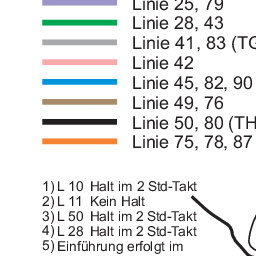 Linie 25, 79
Linie 28, 43
Linie 41, 83 (TG
Linie 42
Linie 45, 82, 90
Linie 49, 76
Linie 50, 80 (TH
Linie 75, 78, 87
1) L 10 Halt im 2 Std-Takt
2) L 11 Kein Halt
3) L 50 Halt im 2 Std-Takt
4) L 28 Halt im 2 Std-Takt
5) Einführung erfolgt im